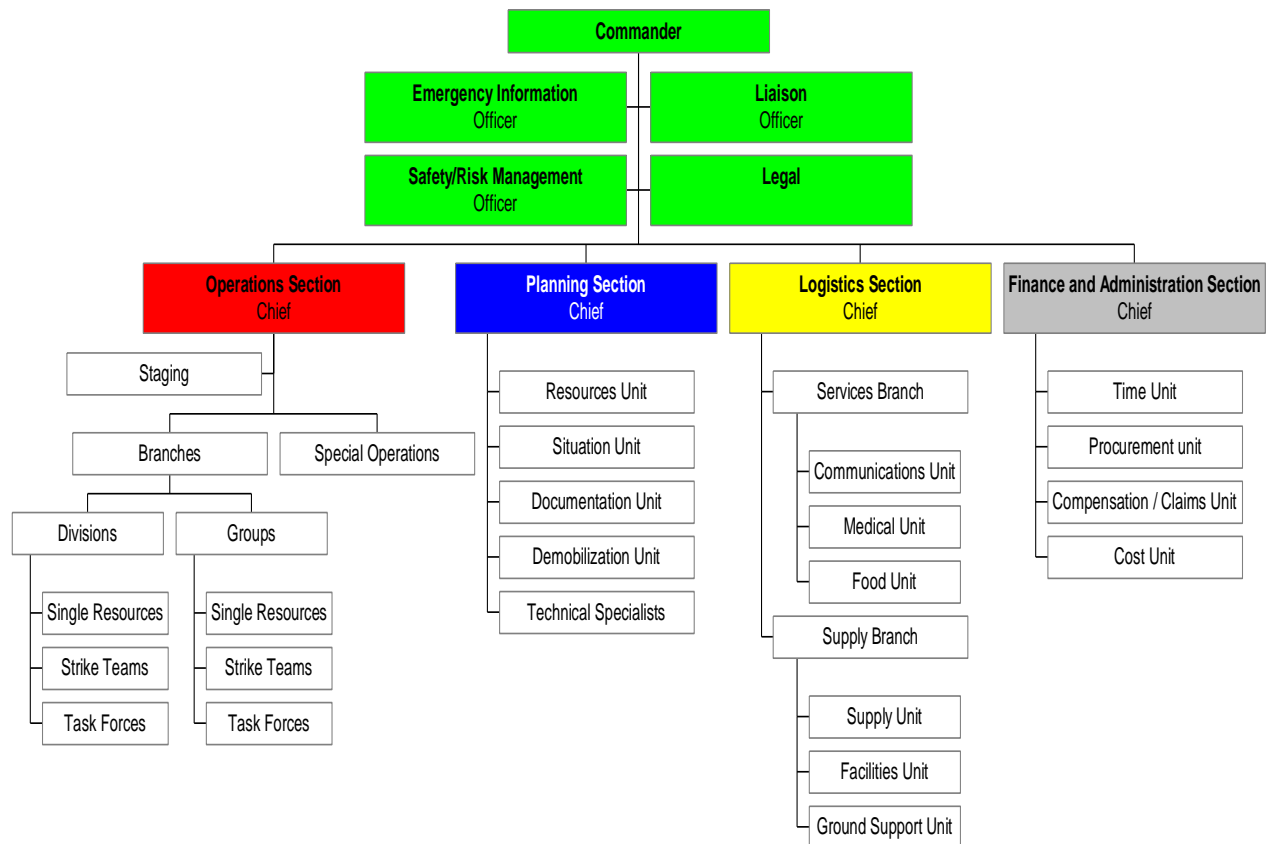 Commander
Emergency Information
Officer
Liaison
Officer
Safety/Risk Management
Officer
Legal
Operations Section
Chief
Planning Section
Chief
Logistics Section
Chief
Finance and Administration Section
Chief
Staging
Branches
Special Operations
Divisions
Groups
Single Resources
Strike Teams
Task Forces
Single Resources
Strike Teams
Task Forces
Resources Unit
Situation Unit
Documentation Unit
Demobilization Unit
Technical Specialists
Services Branch
Communications Unit
Medical Unit
Food Unit
Supply Branch
Supply Unit
Facilities Unit
Ground Support Unit
Time Unit
Procurement unit
Compensation / Claims Unit
Cost Unit